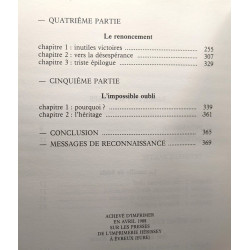 — QUATRIÈME PARTIE
Le renoncement
chapitre 1 : inutiles victoires 255
chapitre 2 : vers la désespérance 307
chapitre 3 : triste épilogue 329
— CINQUIÈME PARTIE
L'impossible oubli
chapitre 1 : pourquoi ? 339
chapitre 2 : l'héritage 361
— CONCLUSION 365
— MESSAGES DE RECONNAISSANCE 369
ACHEVÉ D'IMPRIMER
EN AVRIL 1988
SUR LES PRESSES
DE L'IMPRIMERIE HÉRISSEY
À ÉVREUX (EURE)